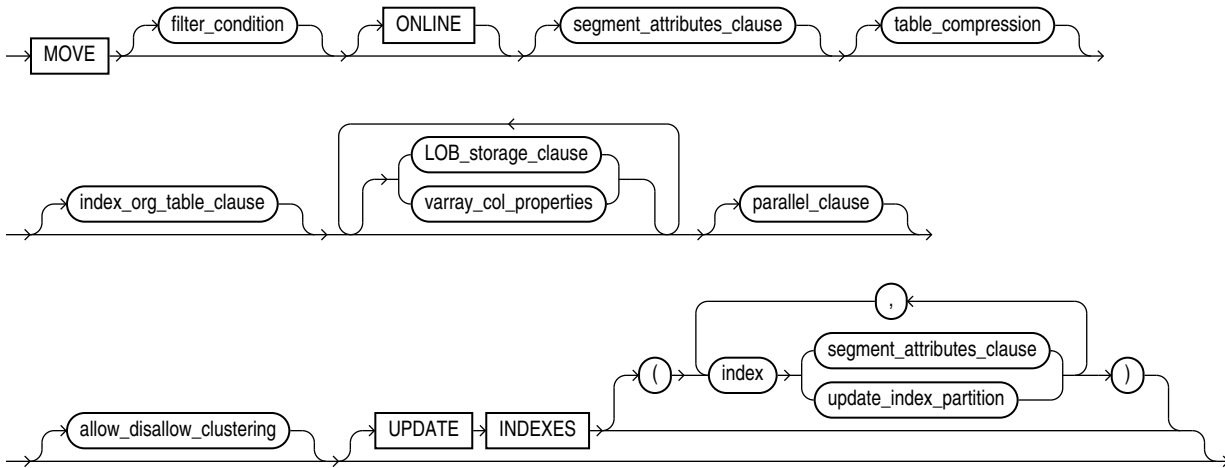 filter_condition ONLINE segment_attributes_clause table_compression
MOVE
LOB_storage_clause
index_org_table_clause varray_col_properties parallel_clause
,
segment_attributes_clause
( index )
update_index_partition
allow_disallow_clustering UPDATE INDEXES